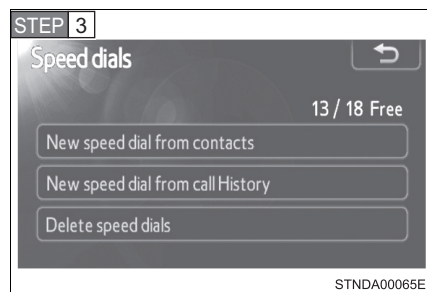 STEP 3
Speed dials
13 / 18 Free
New speed dial from contacts
New speed dial from call History
Delete speed dials
STNDA00065E